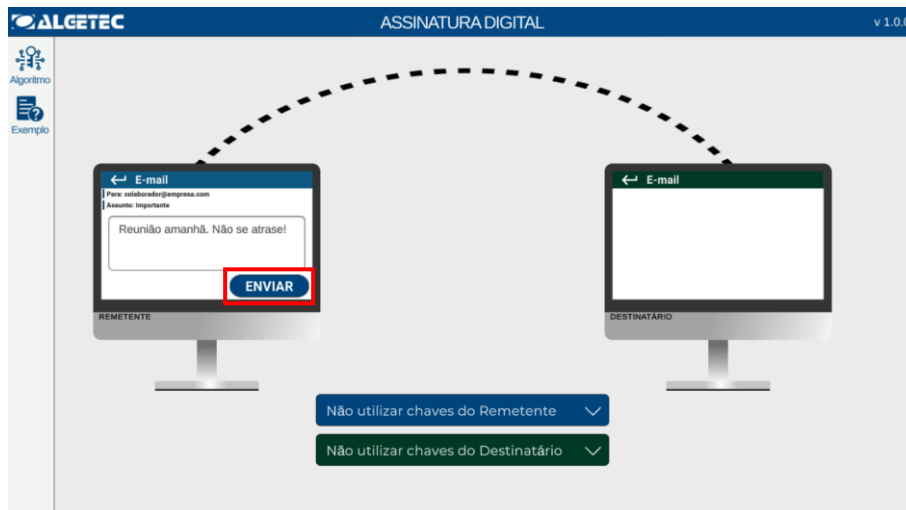 ALGETEC
ASSINATURA DIGITAL
v 1.0.0
Algoritmo
Exemplo
E-mail
Para: colaborador@empresa.com
Assunto: Importante
Reunião amanhã. Não se atrase!
ENVIAR
REMETENTE
E-mail
DESTINATÁRIO
Não utilizar chaves do Remetente
Não utilizar chaves do Destinatário